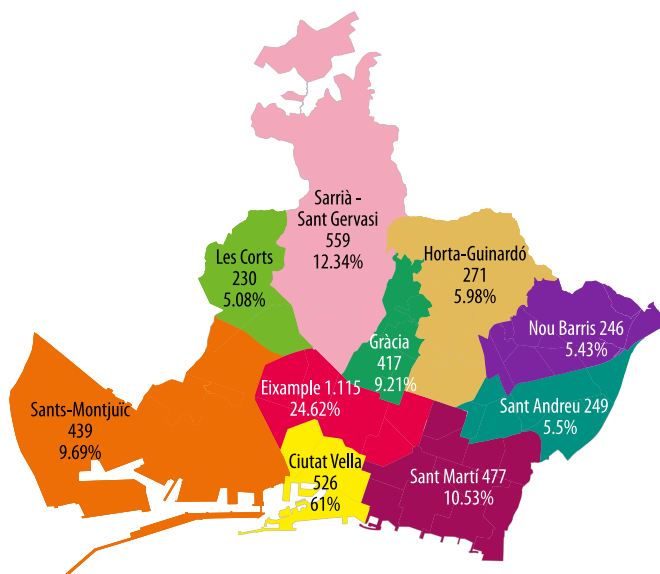 Sarrià -
Sant Gervasi
559
12.34%
Les Corts
230
5.08%
Horta-Guinardó
271
5.98%
Nou Barris 246
5.43%
Gràcia
417
9.21%
Eixample 1.115
24.62%
Sant Andreu 249
5.5%
Sants-Montjuïc
439
9.69%
Ciutat Vella
526
61%
Sant Martí 477
10.53%